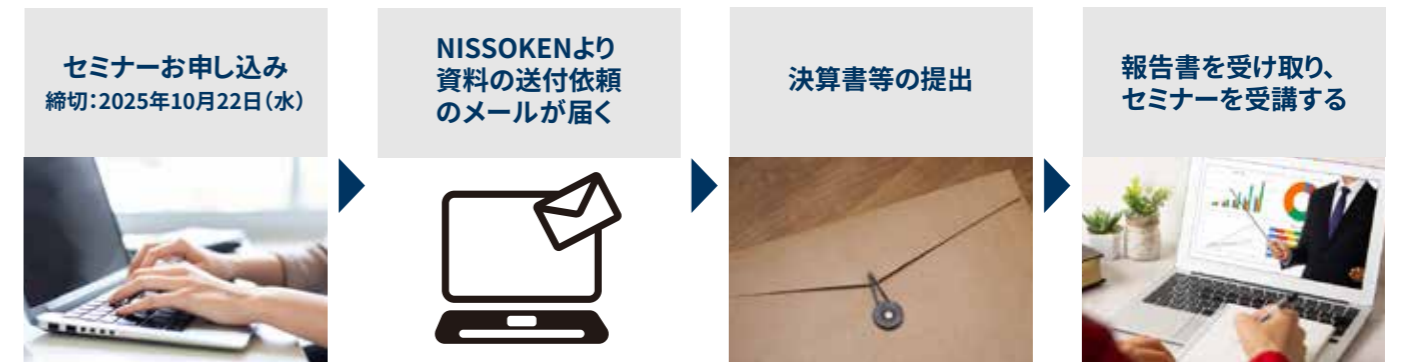 セミナーお申し込み
締切：2025年10月22日（水）
NISSOKENより
資料の送付依頼
のメールが届く
決算書等の提出
報告書を受け取り、
セミナーを受講する